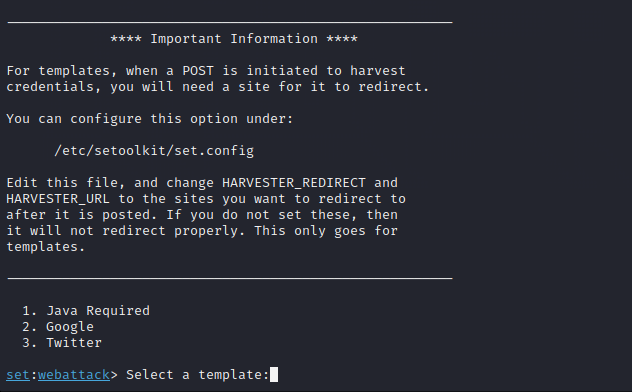 **** Important Information ****
For templates, when a POST is initiated to harvest
credentials, you will need a site for it to redirect.
You can configure this option under:
/etc/setoolkit/set.config
Edit this file, and change HARVESTER_REDIRECT and
HARVESTER_URL to the sites you want to redirect to
after it is posted. If you do not set these, then
it will not redirect properly. This only goes for
templates.
1. Java Required
2. Google
3. Twitter
set:webattack> Select a template: